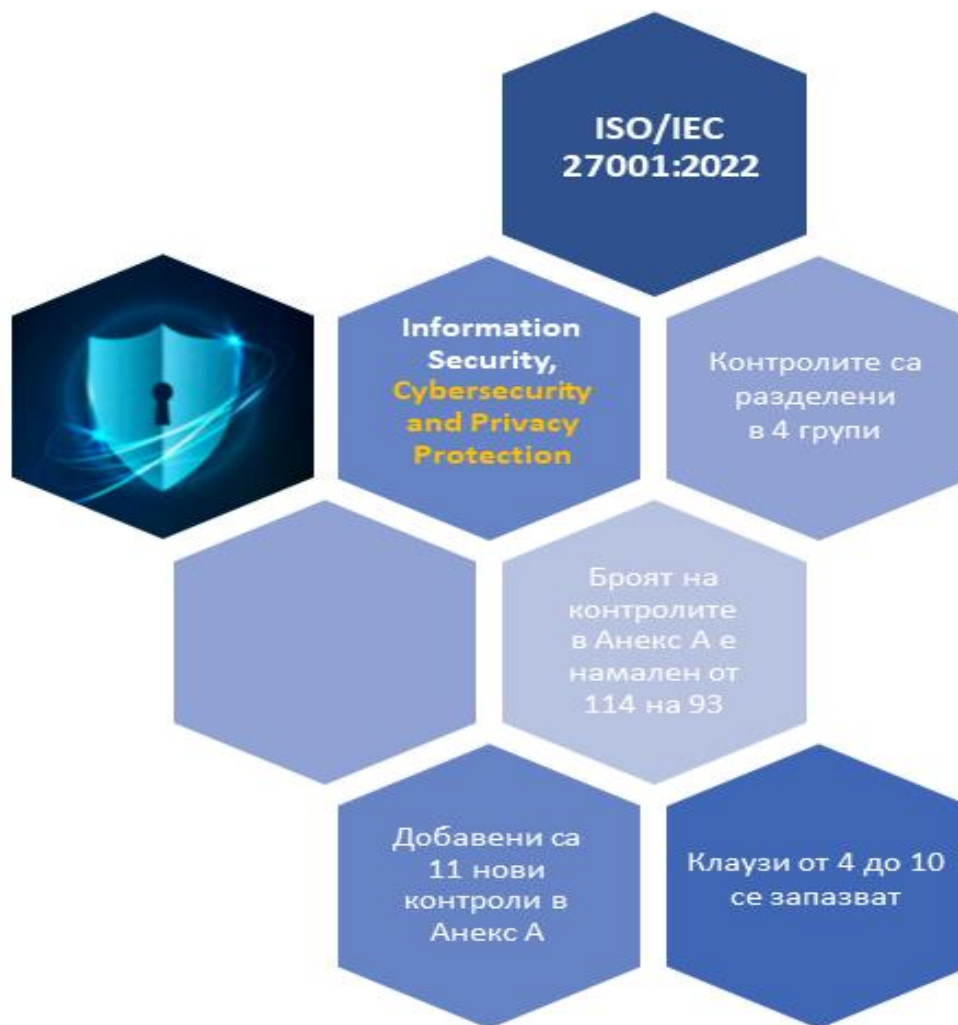 ISO/IEC
27001:2022
Information
Security,
Cybersecurity
and Privacy
Protection
Контролите са
разделени
в 4 групи
Броят на
контролите
в Анекс А е
намален от
114 на 93
Добавени са
11 нови
контроли в
Анекс А
Клаузи от 4 до 10
се запазват